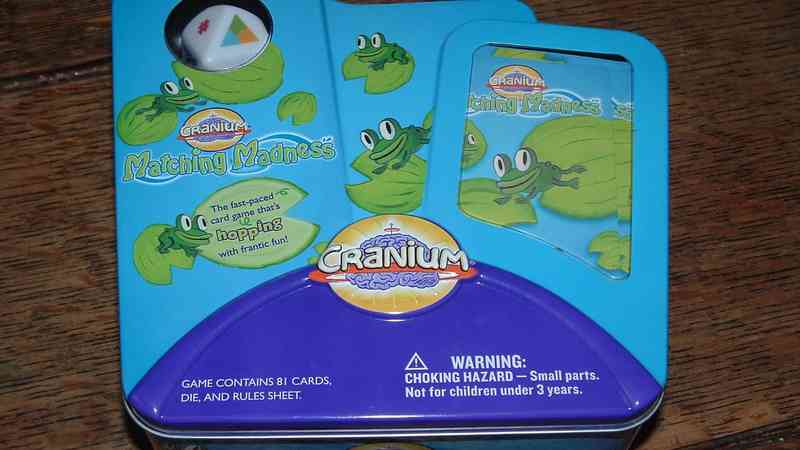 CRANIUM
Matching Madness
The fast-paced
card game that's
hopping
with frantic fun!
CRANIUM
Matching Madness
CRANIUM
GAME CONTAINS 81 CARDS,
DIE, AND RULES SHEET.
WARNING:
CHOKING HAZARD — Small parts.
Not for children under 3 years.